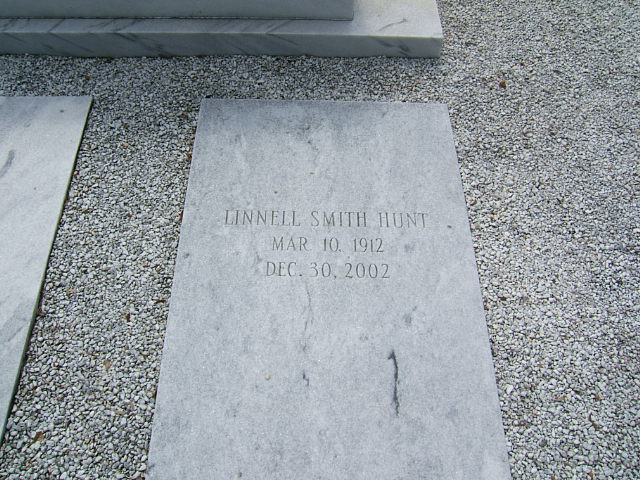 LINNELL SMITH HUNT
MAR. 10, 1912
DEC. 30, 2002